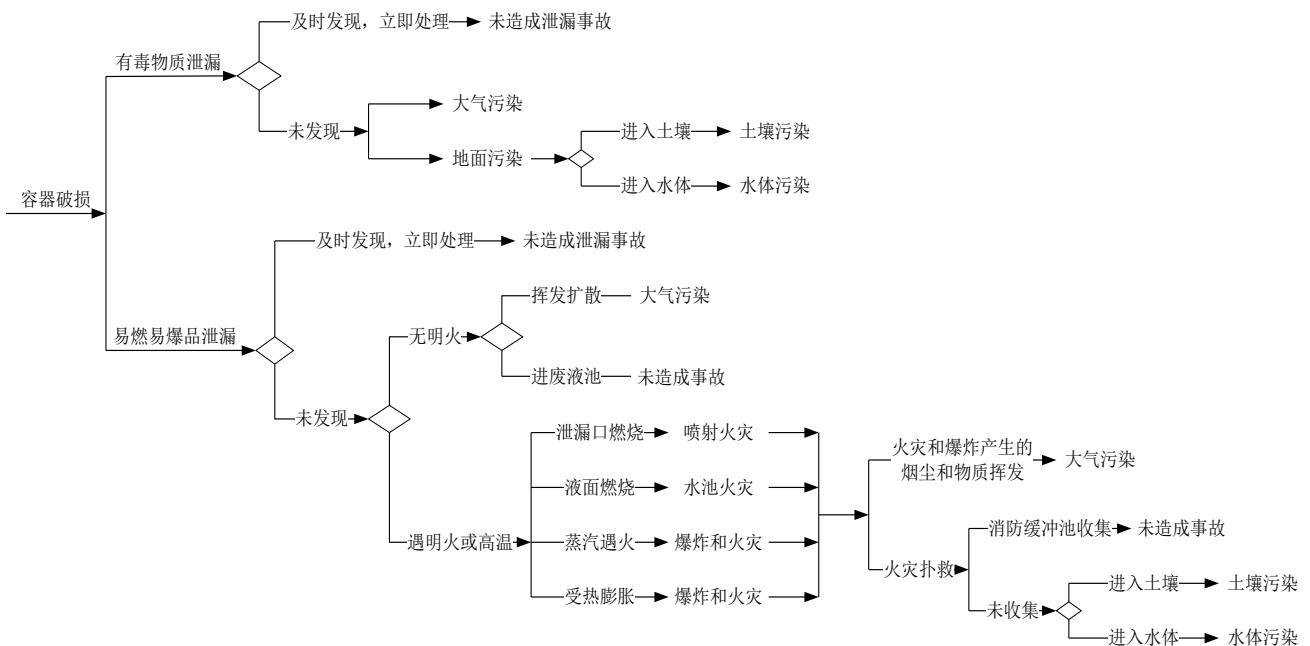 及时发现，立即处理
未造成泄漏事故
有毒物质泄漏
大气污染
未发现
进入土壤
土壤污染
地面污染
进入水体
水体污染
容器破损
及时发现，立即处理
未造成泄漏事故
挥发扩散
大气污染
易燃易爆品泄漏
无明火
进废液池
未造成事故
未发现
泄漏口燃烧
喷射火灾
火灾和爆炸产生的
烟尘和物质挥发
大气污染
液面燃烧
水池火灾
消防缓冲池收集
未造成事故
遇明火或高温
蒸汽遇火
爆炸和火灾
火灾扑救
进入土壤
土壤污染
受热膨胀
爆炸和火灾
未收集
进入水体
水体污染